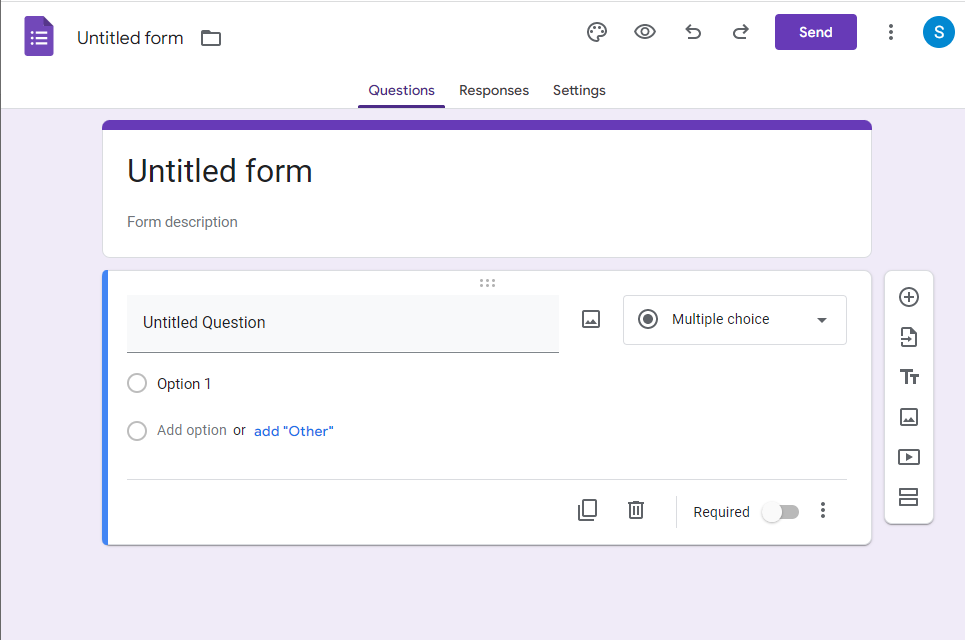 Untitled form
Send
S
Questions Responses Settings
Untitled form
Form description
Untitled Question
Multiple choice
Option 1
Add option or add "Other"
Required
Tt